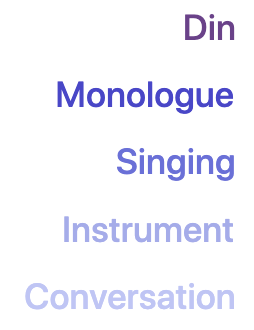 Din
Monologue
Singing
Instrument
Conversation